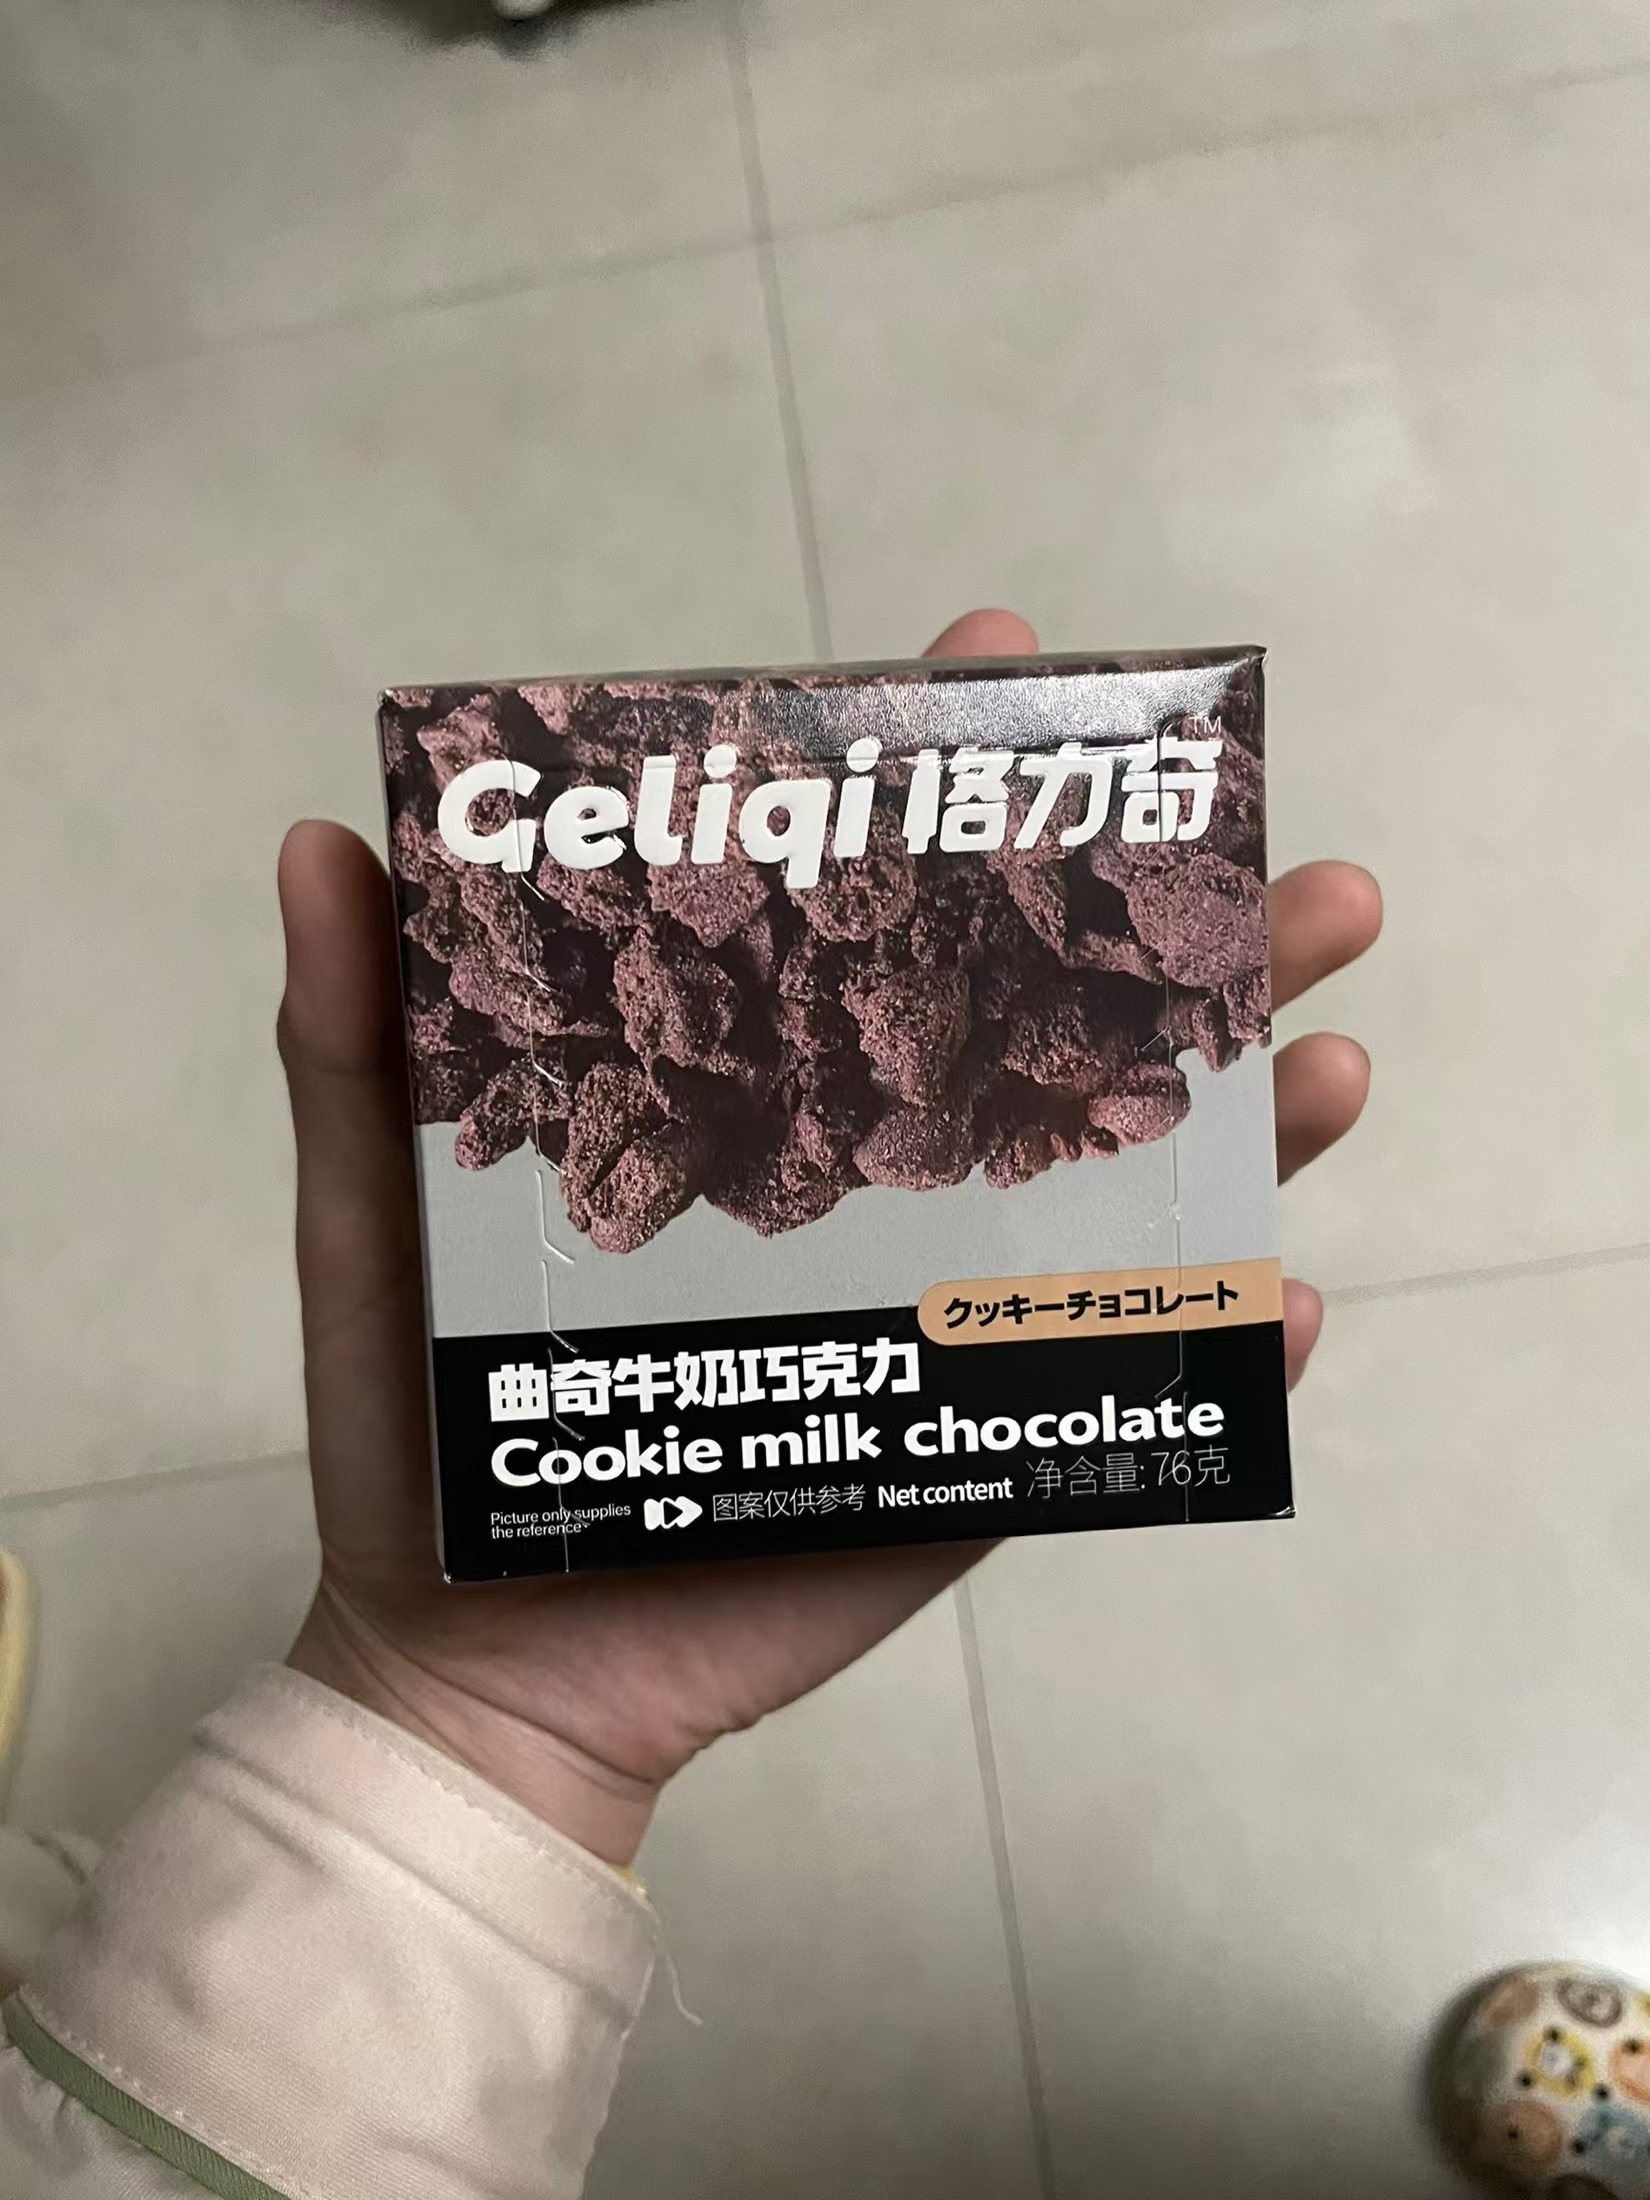 Geliqi 格力奇™
クッキーチョコレート
曲奇牛奶巧克力
Cookie milk chocolate
Picture only supplies
the reference
图案仅供参考 Net content 净含量: 76克